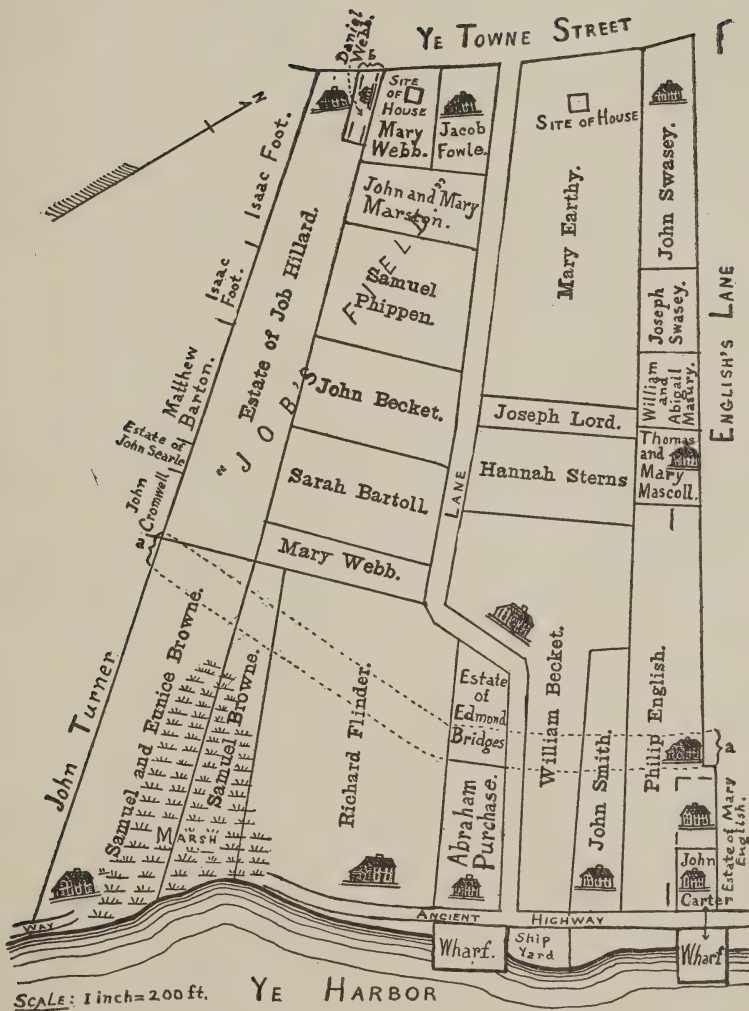 YE TOWNE STREET
Daniel
Webb.
b
N
SITE
OF
HOUSE
Mary
Webb.
Jacob
Fowle.
SITE OF HOUSE
Mary Earthy.
John Swasey.
Isaac Foot.
John and Mary
Marston.
"JOB'S FIELD"
Isaac
Foot.
Estate of Job Hillard.
Samuel
Phippen.
Joseph
Swasey.
ENGLISH'S LANE
Matthew
Barton.
John Becket.
Joseph Lord.
William
and
Abigail
Masury.
Estate of
John Searle
Thomas
and
Mary
Mascoll.
John
Cromwell
Sarah Bartoll.
LANE
Hannah Sterns
a
Mary Webb.
John Turner
Samuel and Eunice Browne.
Samuel Browne.
MARSH
Richard Flinder.
Estate
of
Edmond
Bridges
Abraham
Purchase.
William Becket.
John Smith.
Philip English.
a
Estate of Mary
English.
John
Carter
WAY
ANCIENT HIGHWAY
Wharf.
Ship
Yard
Wharf
SCALE: 1 inch=200 ft.
YE HARBOR